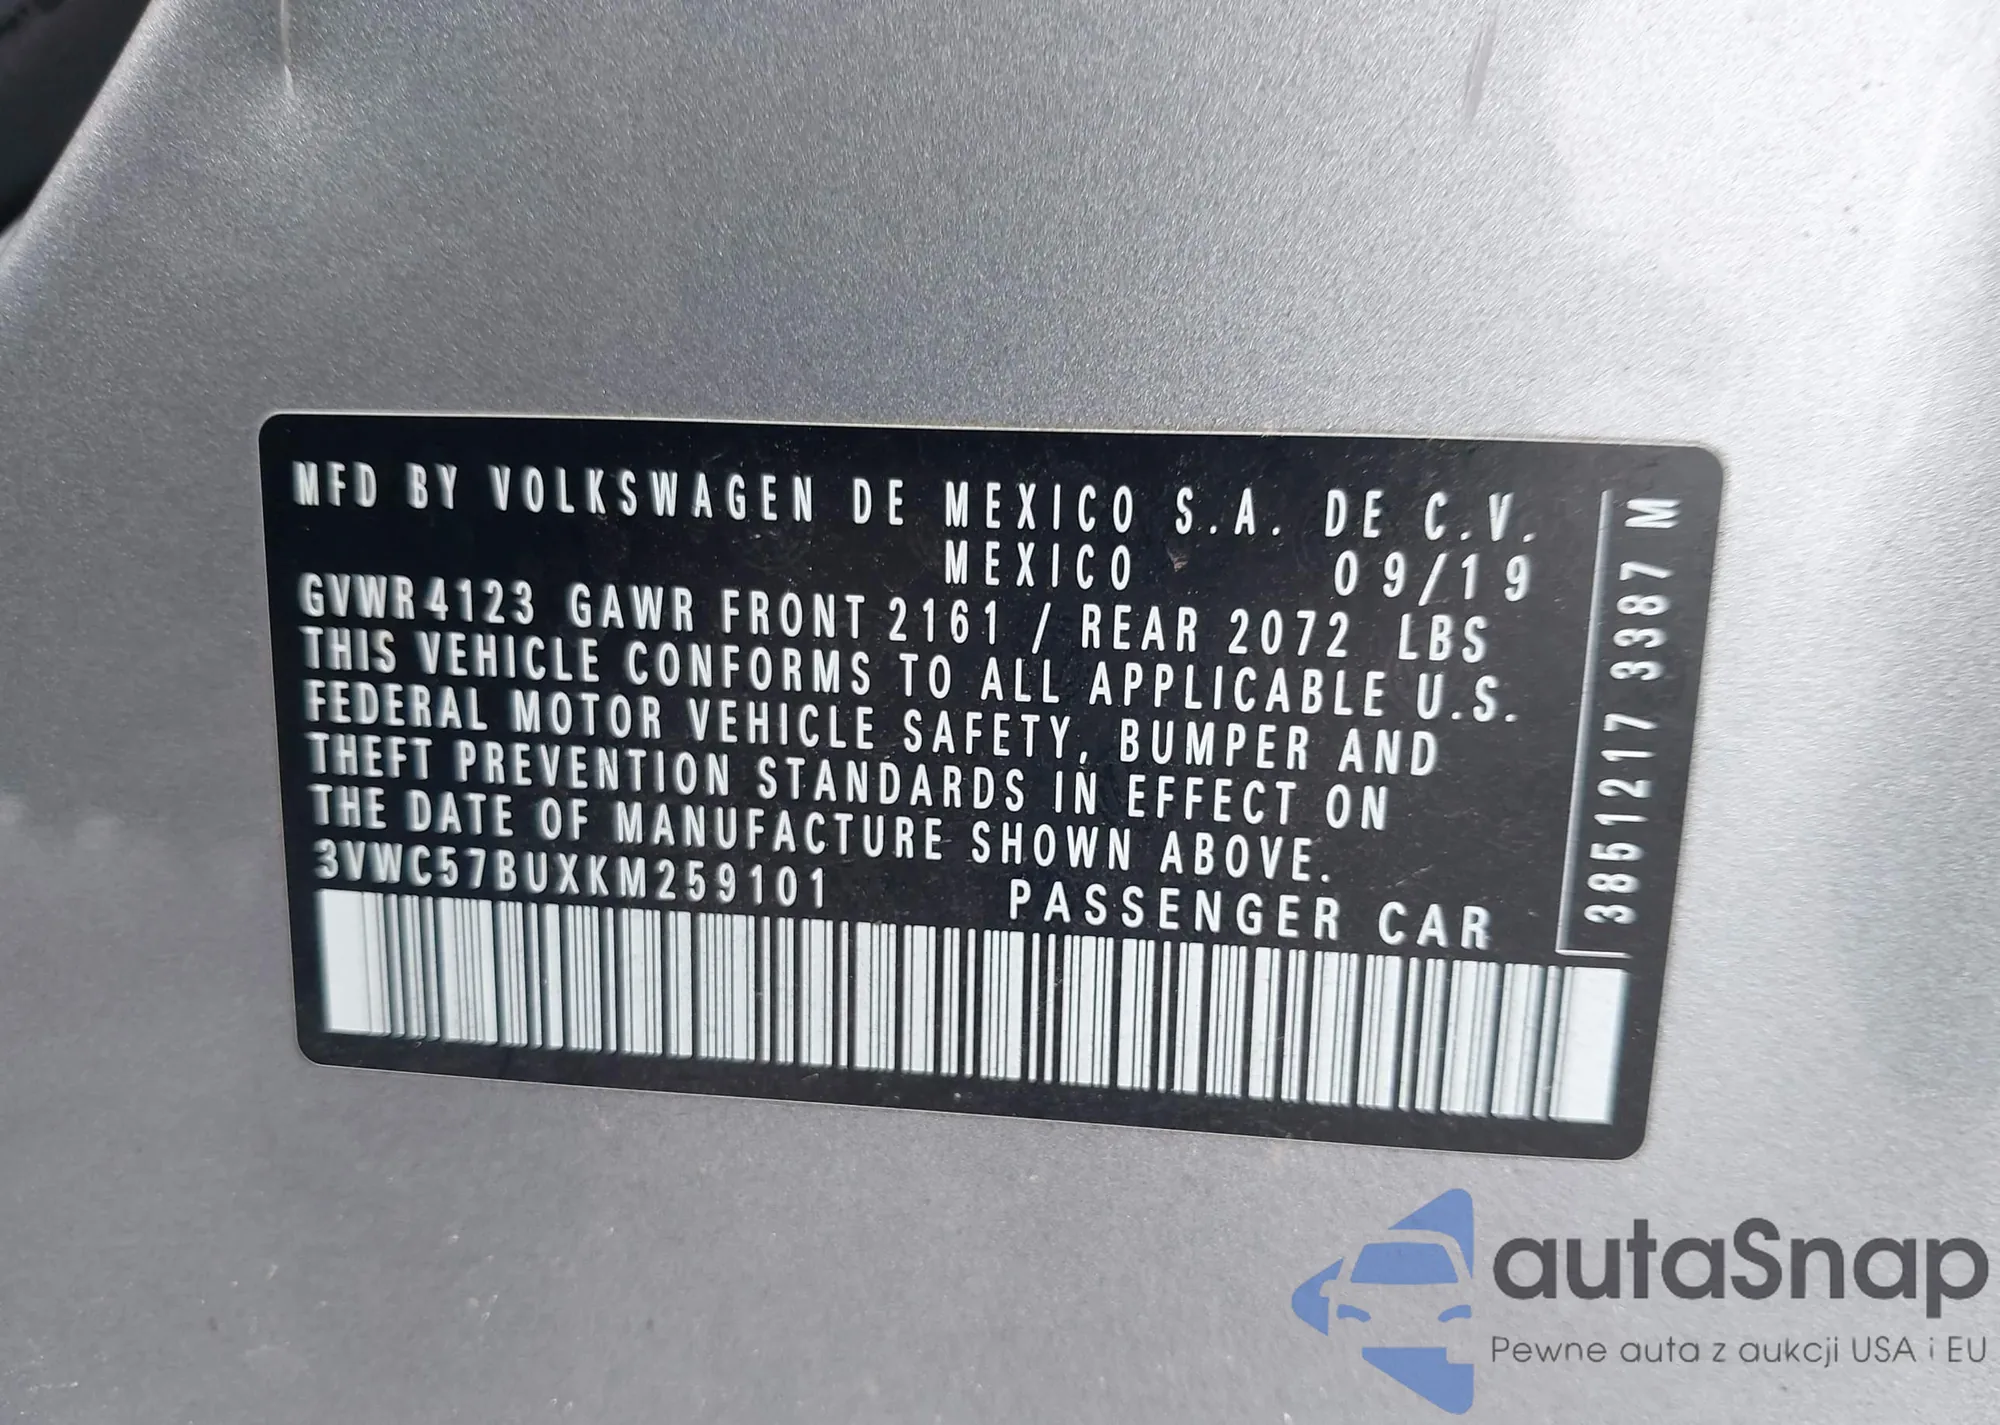 MFD BY VOLKSWAGEN DE MEXICO S.A. DE C.V.
MEXICO 09/19
GVWR 4123 GAWR FRONT 2161 / REAR 2072 LBS
THIS VEHICLE CONFORMS TO ALL APPLICABLE U.S.
FEDERAL MOTOR VEHICLE SAFETY, BUMPER AND
THEFT PREVENTION STANDARDS IN EFFECT ON
THE DATE OF MANUFACTURE SHOWN ABOVE.
3VWC57BUXKM259101 PASSENGER CAR
3851217 3387 M
autaSnap
Pewne auta z aukcji USA i EU